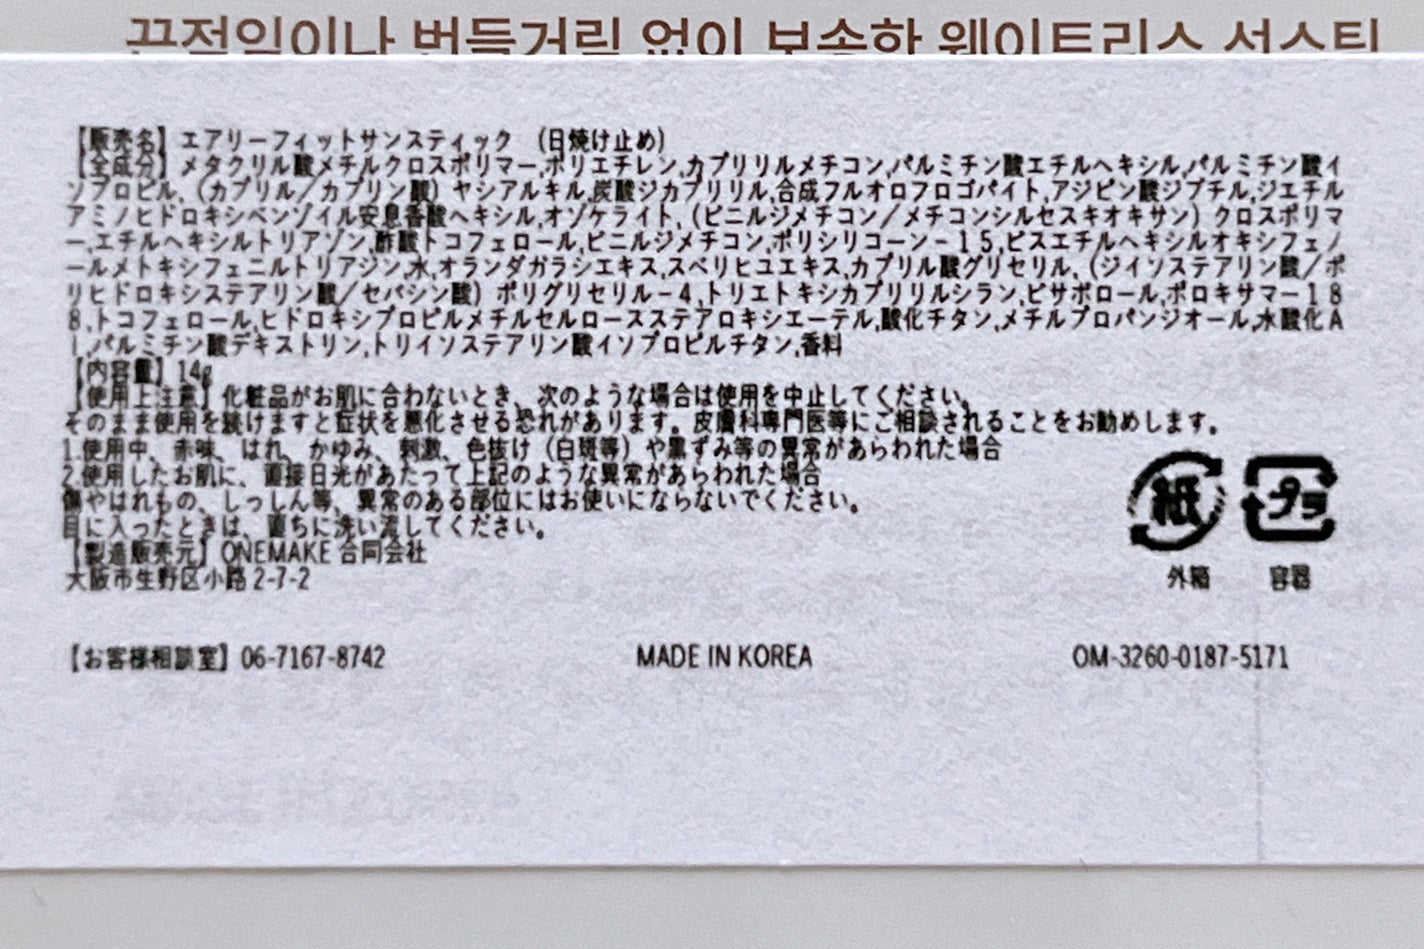 끈적임이나 번들거림 없이 보송한 웨이트리스 선스틱
【販売名】エアリーフィットサンスティック （日焼け止め）
【全成分】メタクリル酸メチルクロスポリマー,ポリエチレン,カプリリルメチコン,パルミチン酸エチルヘキシル,パルミチン酸イ
ソプロピル、（カプリル／カプリン酸）ヤシアルキル,炭酸ジカプリリル,合成フルオロフロゴパイト,アジピン酸ジブチル,ジエチル
アミノヒドロキシベンゾイル安息香酸ヘキシル,オゾケライト,（ビニルジメチコン／メチコンシルセスキオキサン）クロスポリマ
ー,エチルヘキシルトリアゾン,酢酸トコフェロール,ビニルジメチコン,ポリシリコーン－１５,ビスエチルヘキシルオキシフェノ
ールメトキシフェニルトリアジン,水,オランダガラシエキス,スベリヒユエキス,カプリル酸グリセリル、（ジイソステアリン酸／ポ
リヒドロキシステアリン酸／セバシン酸）ポリグリセリル－４,トリエトキシカプリリルシラン,ビサボロール,ポロキサマー１８
８,トコフェロール,ヒドロキシプロピルメチルセルロースステアロキシエーテル,酸化チタン,メチルプロパンジオール,水酸化A
l,パルミチン酸デキストリン,トリイソステアリン酸イソプロピルチタン,香料
【内容量】14g
【使用上注意】化粧品がお肌に合わないとき、次のような場合は使用を中止してください。
そのまま使用を続けますと症状を悪化させる恐れがあります。皮膚科専門医等にご相談されることをお勧めします。
1.使用中、赤味、はれ、かゆみ、刺激、色抜け（白斑等）や黒ずみ等の異常があらわれた場合
2.使用したお肌に、直接日光があたって上記のような異常があらわれた場合
傷やはれもの、しっしん等、異常のある部位にはお使いにならないでください。
目に入ったときは、直ちに洗い流してください。
【製造販売元】ONEMAKE 合同会社
大阪市生野区小路 2-7-2
紙 プラ
外箱 容器
【お客様相談室】06-7167-8742 MADE IN KOREA OM-3260-0187-5171